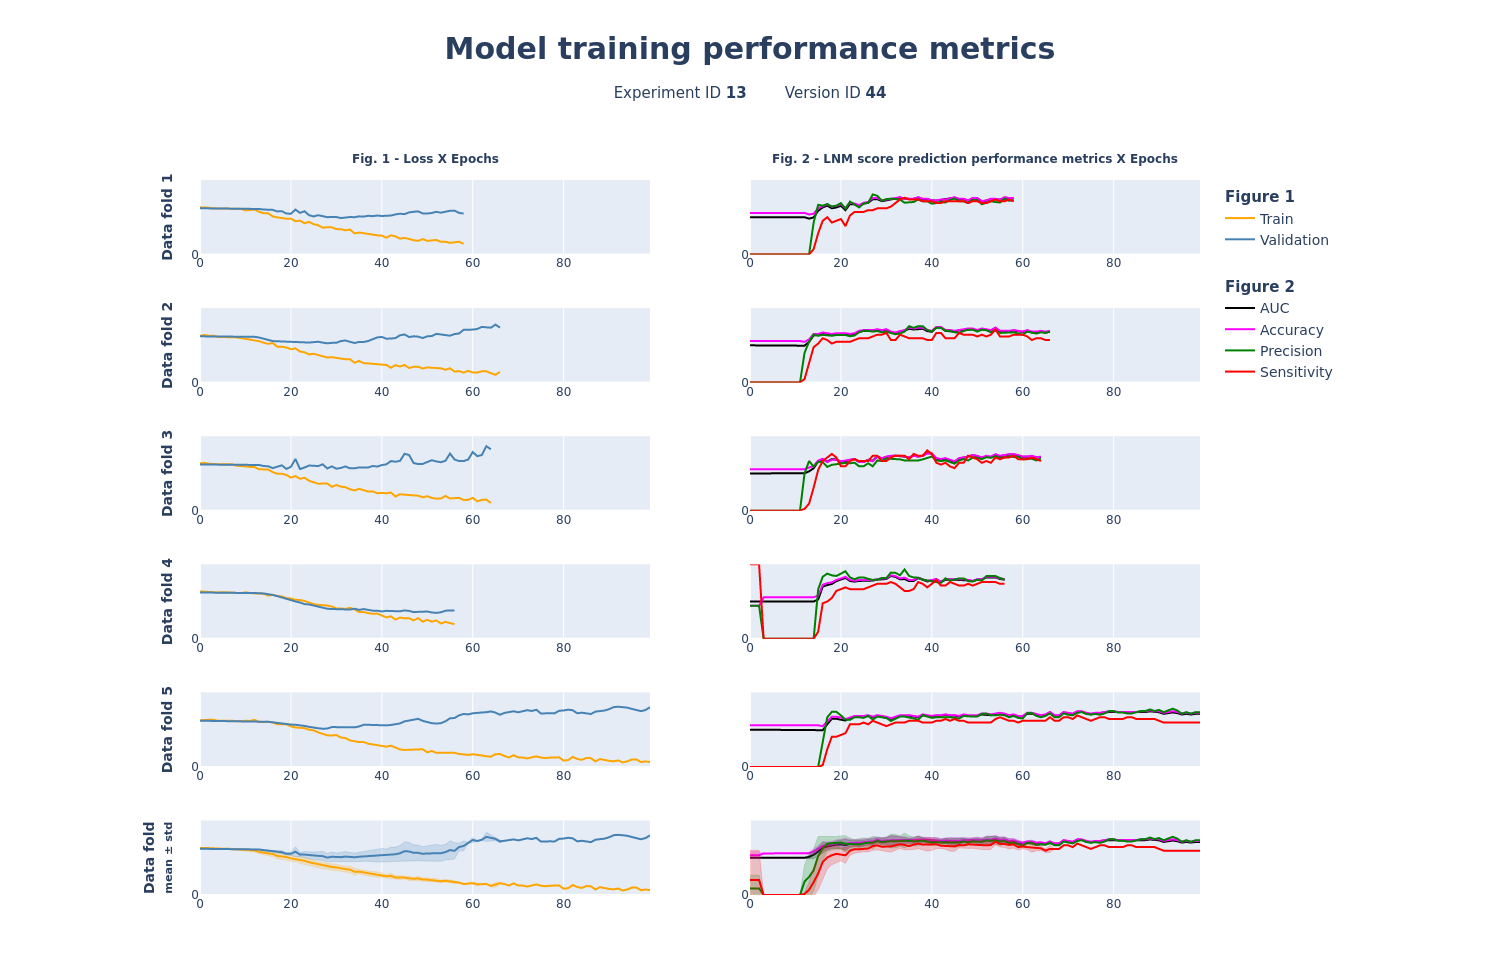 Model training performance metrics
Experiment ID 13 Version ID 44
Fig. 1 - Loss X Epochs
Fig. 2 - LNM score prediction performance metrics X Epochs
Data fold 1
0
0 20 40 60 80
0
0 20 40 60 80
Figure 1
Train
Validation
Figure 2
AUC
Accuracy
Precision
Sensitivity
Data fold 2
0
0 20 40 60 80
0
0 20 40 60 80
Data fold 3
0
0 20 40 60 80
0
0 20 40 60 80
Data fold 4
0
0 20 40 60 80
0
0 20 40 60 80
Data fold 5
0
0 20 40 60 80
0
0 20 40 60 80
Data fold
mean ± std
0
0 20 40 60 80
0
0 20 40 60 80